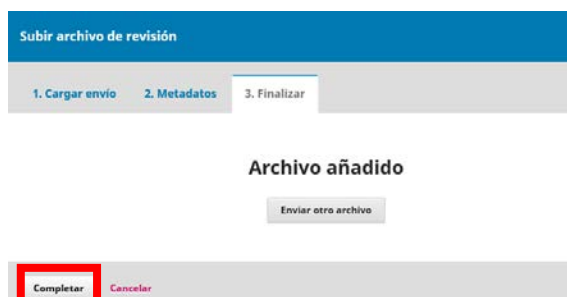 Subir archivo de revisión
1. Cargar envío 2. Metadatos 3. Finalizar
Archivo añadido
Enviar otro archivo
Completar Cancelar